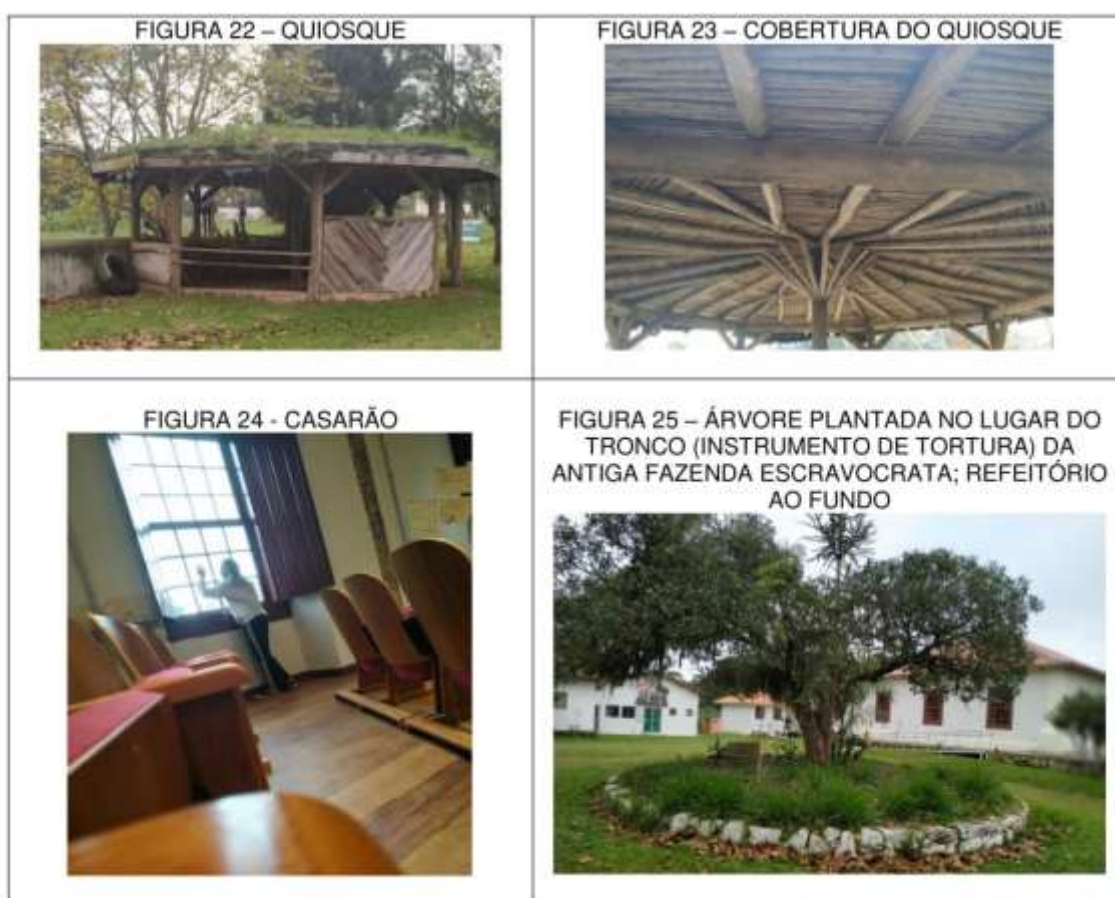 FIGURA 22 – QUIOSQUE
FIGURA 23 – COBERTURA DO QUIOSQUE
FIGURA 24 - CASARÃO
FIGURA 25 – ÁRVORE PLANTADA NO LUGAR DO
TRONCO (INSTRUMENTO DE TORTURA) DA
ANTIGA FAZENDA ESCRAVOCRATA; REFEITÓRIO
AO FUNDO